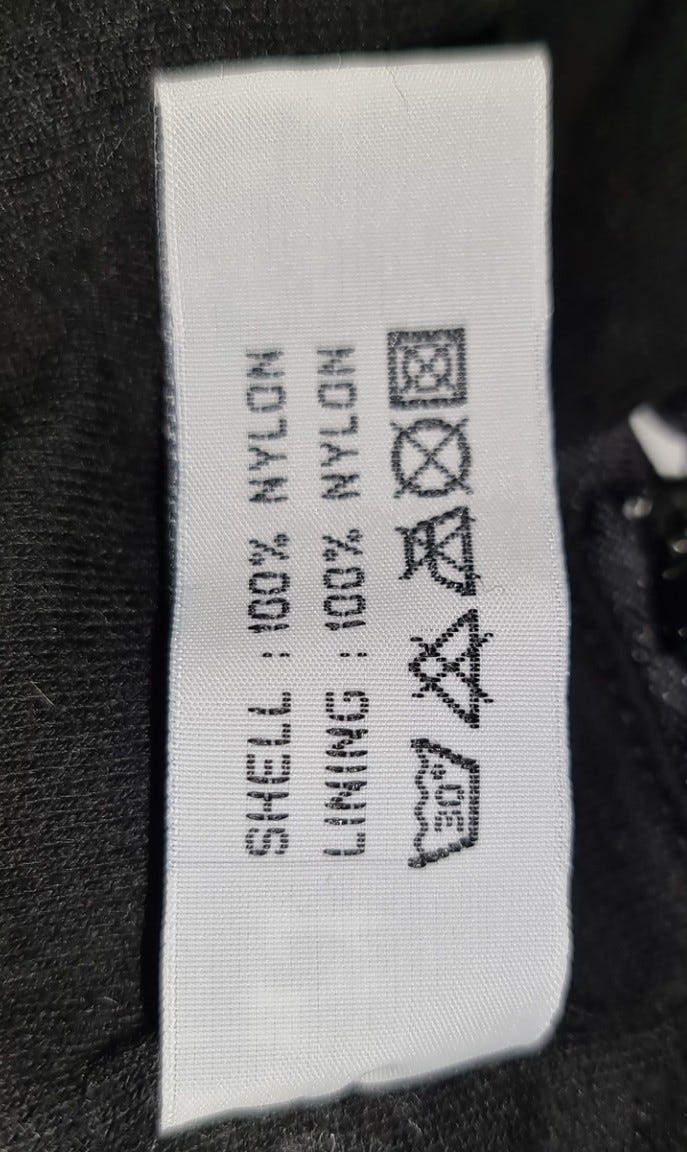 SHELL : 100% NYLON
LINING : 100% NYLON
30°